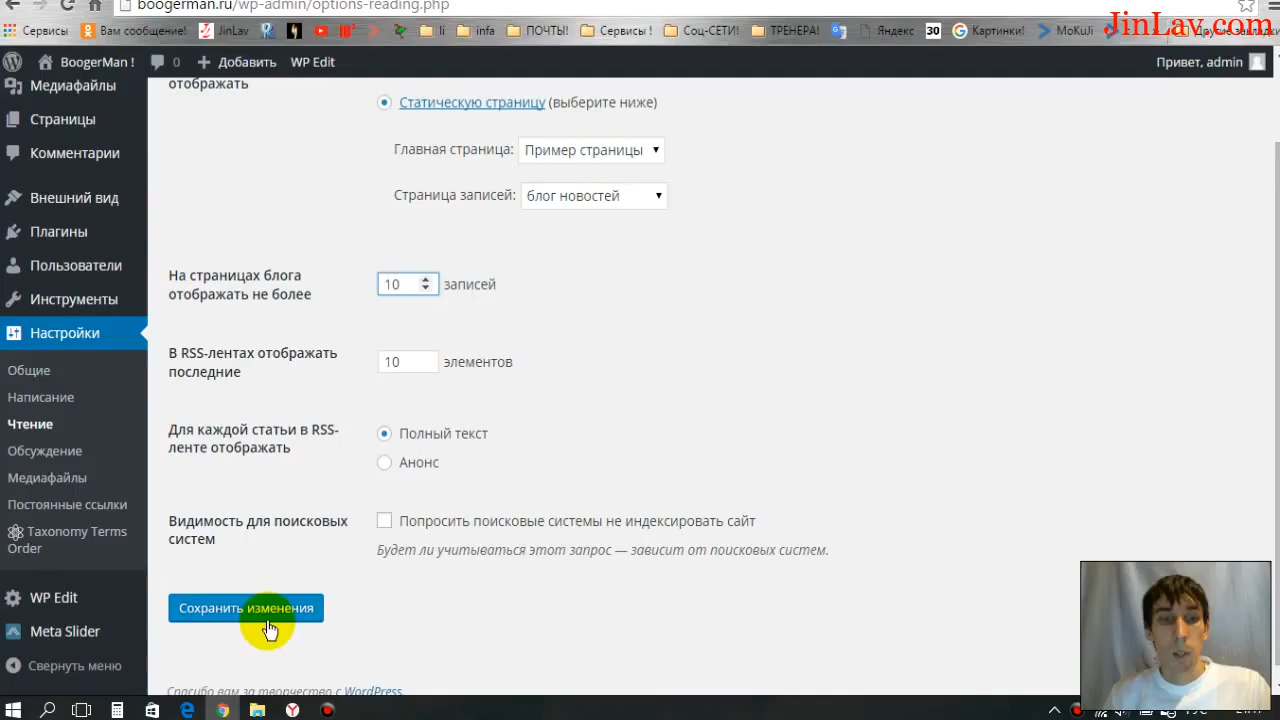 boogerman.ru/wp-admin/options-reading.php
JinLav.com
Сервисы
Вам сообщение!
JinLav
li
infa
ПОЧТЫ!
Сервисы !
Соц-СЕТИ!
ТРЕНЕРА!
Яндекс
30
Картинки!
MoKuJi
Другие закладки
BoogerMan !
0
Добавить
WP Edit
Привет, admin
Медиафайлы
Страницы
Комментарии
Внешний вид
Плагины
Пользователи
Инструменты
Настройки
Общие
Написание
Чтение
Обсуждение
Медиафайлы
Постоянные ссылки
Taxonomy Terms
Order
WP Edit
Meta Slider
Свернуть меню
отображать
Статическую страницу (выберите ниже)
Главная страница: Пример страницы
Страница записей: блог новостей
На страницах блога
отображать не более
10 записей
В RSS-лентах отображать
последние
10 элементов
Для каждой статьи в RSS-
ленте отображать
Полный текст
Анонс
Видимость для поисковых
систем
Попросить поисковые системы не индексировать сайт
Будет ли учитываться этот запрос — зависит от поисковых систем.
Сохранить изменения
Спасибо вам за творчество с WordPress.